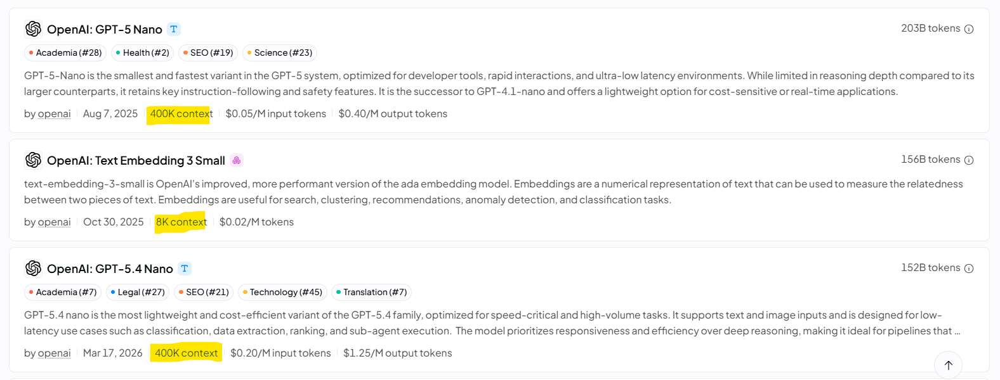 OpenAI: GPT-5 Nano T 203B tokens
Academia (#28) Health (#2) SEO (#19) Science (#23)
GPT-5-Nano is the smallest and fastest variant in the GPT-5 system, optimized for developer tools, rapid interactions, and ultra-low latency environments. While limited in reasoning depth compared to its
larger counterparts, it retains key instruction-following and safety features. It is the successor to GPT-4.1-nano and offers a lightweight option for cost-sensitive or real-time applications.
by openai Aug 7, 2025 400K context $0.05/M input tokens $0.40/M output tokens
OpenAI: Text Embedding 3 Small 156B tokens
text-embedding-3-small is OpenAI's improved, more performant version of the ada embedding model. Embeddings are a numerical representation of text that can be used to measure the relatedness
between two pieces of text. Embeddings are useful for search, clustering, recommendations, anomaly detection, and classification tasks.
by openai Oct 30, 2025 8K context $0.02/M tokens
OpenAI: GPT-5.4 Nano T 152B tokens
Academia (#7) Legal (#27) SEO (#21) Technology (#45) Translation (#7)
GPT-5.4 nano is the most lightweight and cost-efficient variant of the GPT-5.4 family, optimized for speed-critical and high-volume tasks. It supports text and image inputs and is designed for low-
latency use cases such as classification, data extraction, ranking, and sub-agent execution. The model prioritizes responsiveness and efficiency over deep reasoning, making it ideal for pipelines that ...
by openai Mar 17, 2026 400K context $0.20/M input tokens $1.25/M output tokens